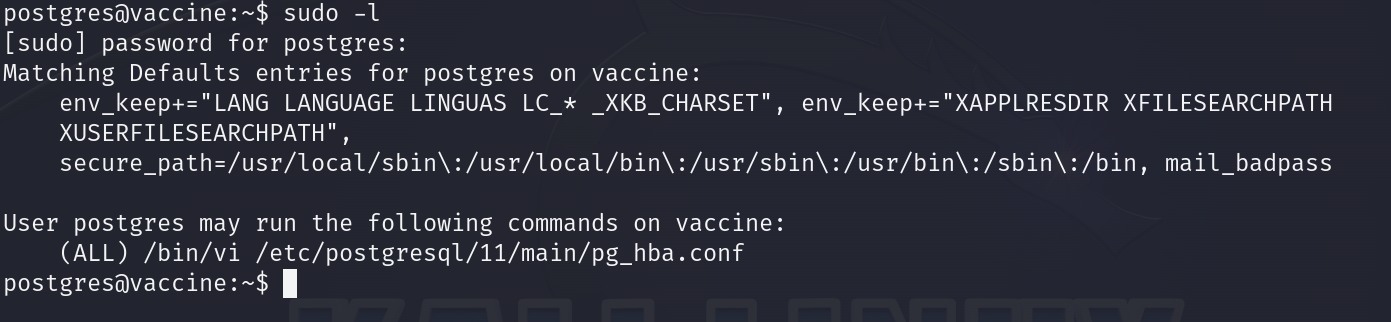 postgres@vaccine:~$ sudo -l
[sudo] password for postgres:
Matching Defaults entries for postgres on vaccine:
    env_keep+="LANG LANGUAGE LINGUAS LC_* _XKB_CHARSET", env_keep+="XAPPLRESDIR XFILESEARCHPATH
    XUSERFILESEARCHPATH",
    secure_path=/usr/local/sbin\:/usr/local/bin\:/usr/sbin\:/usr/bin\:/sbin\:/bin, mail_badpass

User postgres may run the following commands on vaccine:
    (ALL) /bin/vi /etc/postgresql/11/main/pg_hba.conf
postgres@vaccine:~$